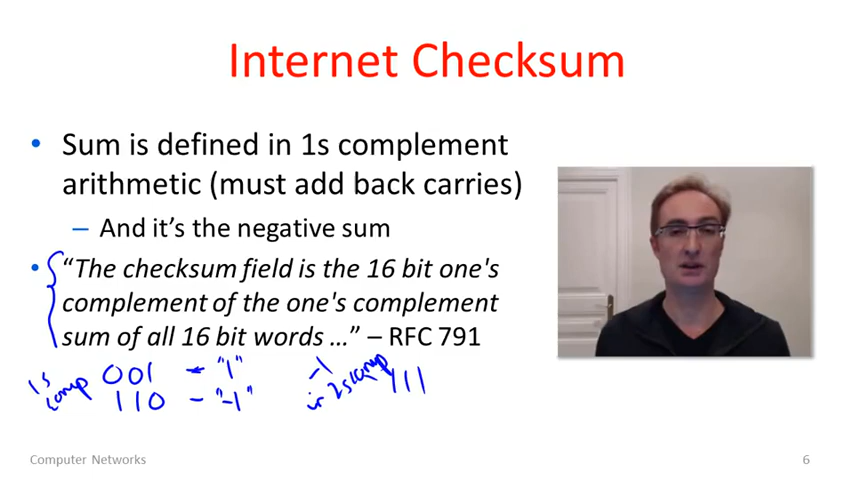 Internet Checksum
• Sum is defined in 1s complement
arithmetic (must add back carries)
– And it's the negative sum
• "The checksum field is the 16 bit one's
complement of the one's complement
sum of all 16 bit words …" – RFC 791
1s
comp
001 - "1"
110 - "-1"
-1
in 2s comp
111
Computer Networks
6